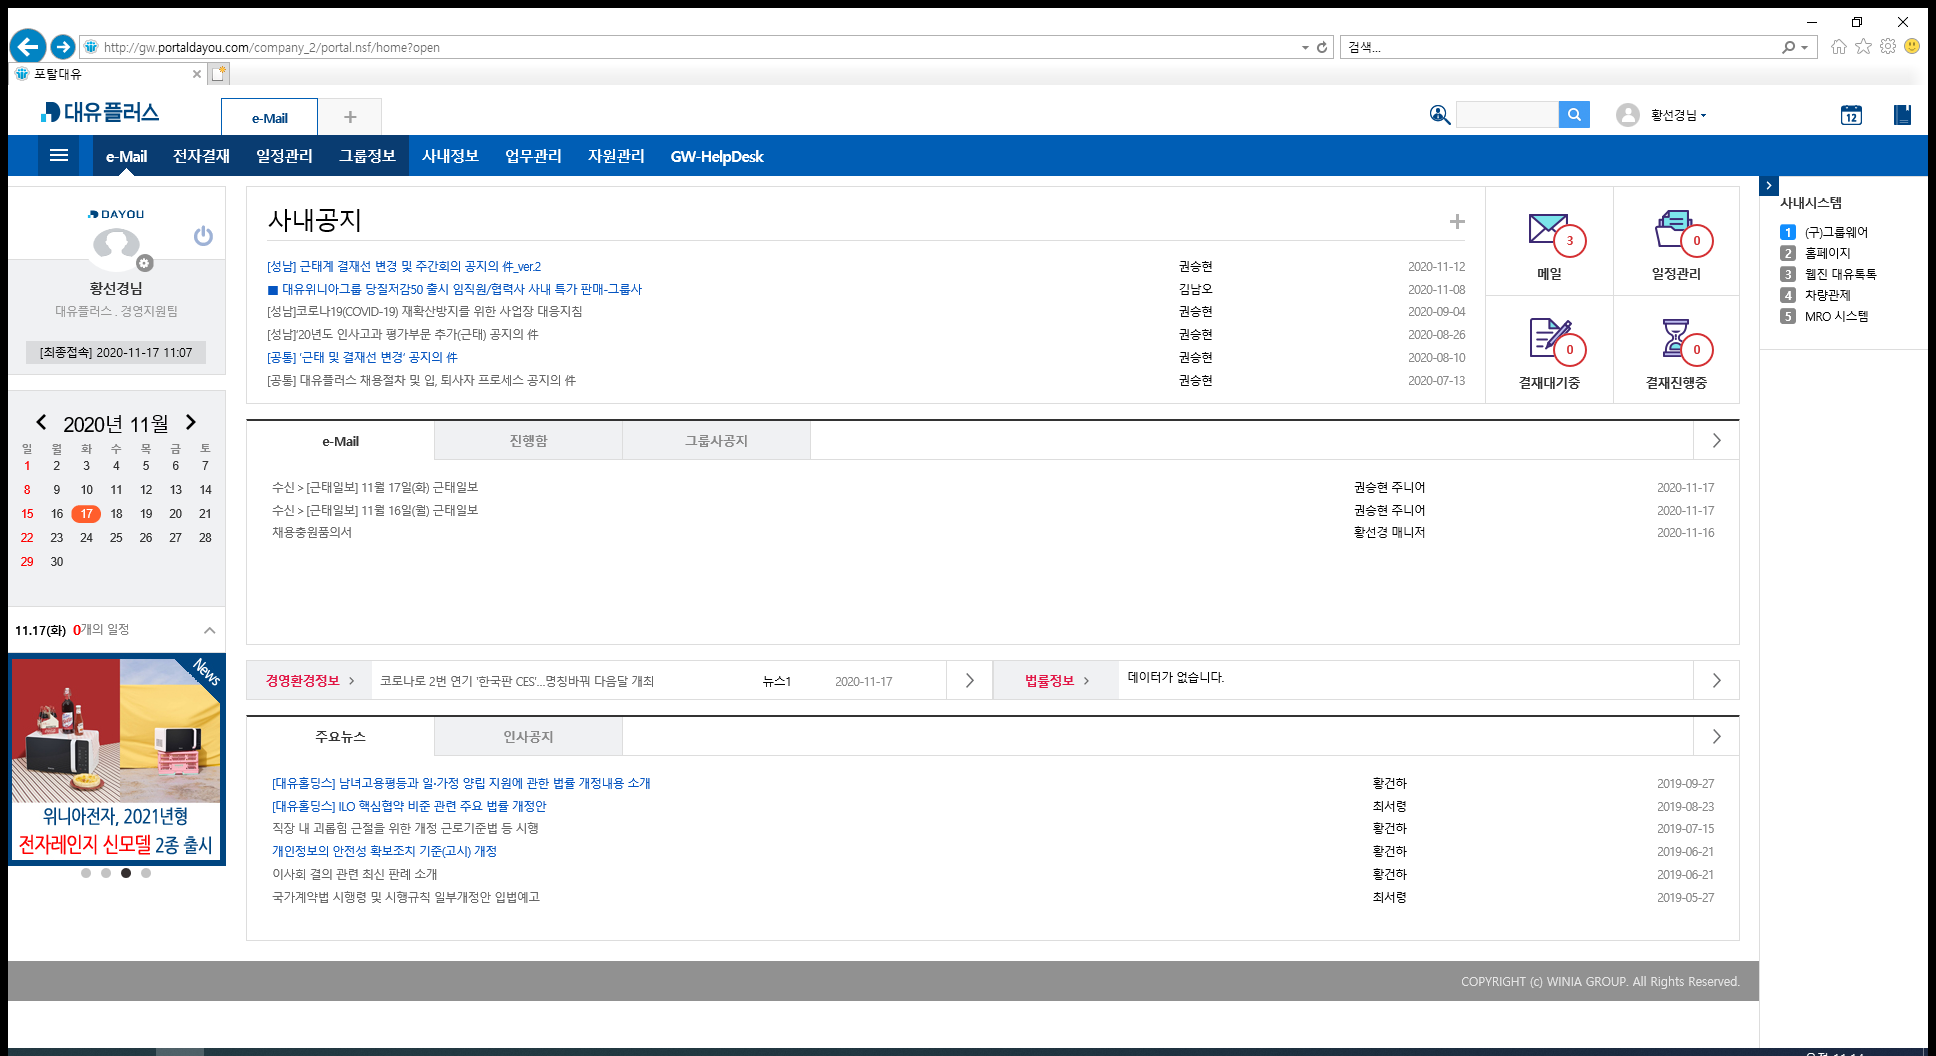 http://gw.portaldayou.com/company_2/portal.nsf/home?open
검색...
포탈대유
대유플러스
e-Mail
황선경님
12
e-Mail 전자결재 일정관리 그룹정보 사내정보 업무관리 자원관리 GW-HelpDesk
DAYOU
황선경님
대유플러스 . 경영지원팀
[최종접속] 2020-11-17 11:07
2020년 11월
일 월 화 수 목 금 토
1 2 3 4 5 6 7
8 9 10 11 12 13 14
15 16 17 18 19 20 21
22 23 24 25 26 27 28
29 30
11.17(화) 0개의 일정
News
위니아전자, 2021년형
전자레인지 신모델 2종 출시
사내공지
[성남] 근태계 결재선 변경 및 주간회의 공지의 件_ver.2 권승현 2020-11-12
■ 대유위니아그룹 당질저감50 출시 임직원/협력사 사내 특가 판매-그룹사 김남오 2020-11-08
[성남]코로나19(COVID-19) 재확산방지를 위한 사업장 대응지침 권승현 2020-09-04
[성남]'20년도 인사고과 평가부문 추가(근태) 공지의 件 권승현 2020-08-26
[공통] '근태 및 결재선 변경' 공지의 件 권승현 2020-08-10
[공통] 대유플러스 채용절차 및 입, 퇴사자 프로세스 공지의 件 권승현 2020-07-13
3
메일
0
일정관리
0
결재대기중
0
결재진행중
e-Mail 진행함 그룹사공지
수신 > [근태일보] 11월 17일(화) 근태일보 권승현 주니어 2020-11-17
수신 > [근태일보] 11월 16일(월) 근태일보 권승현 주니어 2020-11-17
채용충원품의서 황선경 매니저 2020-11-16
경영환경정보 코로나로 2번 연기 '한국판 CES'...명칭바꿔 다음달 개최 뉴스1 2020-11-17
법률정보 데이터가 없습니다.
주요뉴스 인사공지
[대유홀딩스] 남녀고용평등과 일·가정 양립 지원에 관한 법률 개정내용 소개 황건하 2019-09-27
[대유홀딩스] ILO 핵심협약 비준 관련 주요 법률 개정안 최서령 2019-08-23
직장 내 괴롭힘 근절을 위한 개정 근로기준법 등 시행 황건하 2019-07-15
개인정보의 안전성 확보조치 기준(고시) 개정 황건하 2019-06-21
이사회 결의 관련 최신 판례 소개 황건하 2019-06-21
국가계약법 시행령 및 시행규칙 일부개정안 입법예고 최서령 2019-05-27
사내시스템
1 (구)그룹웨어
2 홈페이지
3 웹진 대유톡톡
4 차량관제
5 MRO 시스템
COPYRIGHT (c) WINIA GROUP. All Rights Reserved.